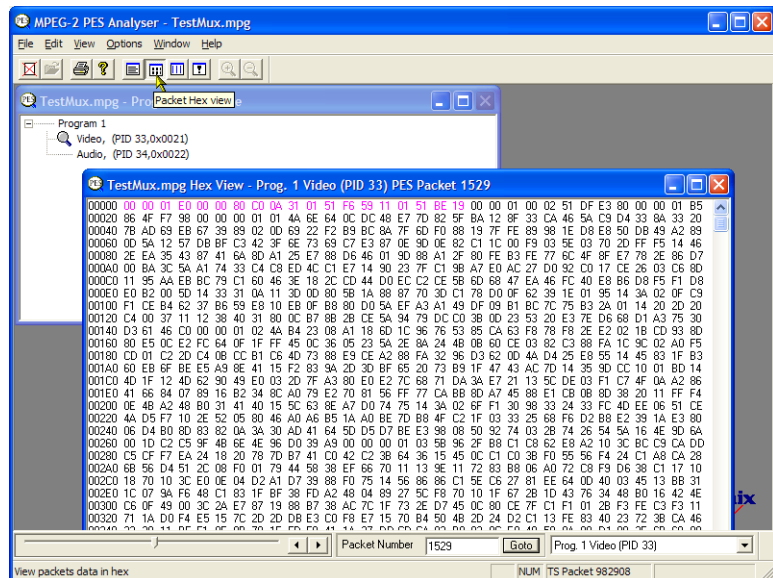 MPEG-2 PES Analyser - TestMux.mpg
File Edit View Options Window Help
TestMux.mpg - Pro
Packet Hex view
Program 1
Video, (PID 33,0x0021)
Audio, (PID 34,0x0022)
TestMux.mpg Hex View - Prog. 1 Video (PID 33) PES Packet 1529
00000 00 00 01 E0 00 00 80 C0 0A 31 01 51 F6 59 11 01 51 BE 19 00 00 01 00 02 51 DF E3 80 00 00 01 B5
00020 86 4F F7 98 00 00 00 01 01 4A 6E 64 0C DC 48 E7 7D 82 5F BA 12 8F 33 CA 46 5A C9 D4 33 8A 33 20
00040 7B AD 69 EB 67 39 89 02 0D 69 22 F2 B9 BC 8A 7F 6D F0 88 19 7F FE 89 98 1E D8 E8 50 DB 49 A2 89
00060 0D 5A 12 57 DB BF C3 42 3F 6E 73 69 C7 E3 87 0E 9D 0E 82 C1 1C 00 F9 03 5E 03 70 2D FF F5 14 46
00080 2E EA 35 43 87 41 6A 8D A1 25 E7 88 D6 46 01 9D 88 A1 2F 80 FE B3 FE 77 6C 4F 8F E7 78 2E 86 D7
000A0 00 BA 3C 5A A1 74 33 C4 C8 ED 4C C1 E7 14 90 23 7F C1 9B A7 E0 AC 27 D0 92 C0 17 CE 26 03 C6 8D
000C0 11 95 AA EB BC 79 C1 60 46 3E 18 2C CD 44 D0 EC C2 CE 5B 6D 68 47 EA 46 FC 40 E8 B6 D8 F5 F1 D8
000E0 E0 B2 00 5D 14 33 31 0A 11 3D 0D 80 5B 1A 88 87 70 3D C1 78 D0 0F 62 39 1E 01 95 14 3A 02 0F C9
00100 F1 CE B4 62 37 B6 59 E8 10 EB 0F B8 80 D0 5A EF A3 A1 49 DF 09 B1 BC 7C 75 B3 2A 01 14 20 2D 20
00120 C4 00 37 11 12 38 40 31 80 0C B7 8B 2B CE 5A 94 79 DC C0 3B 0D 23 53 20 E3 7E D6 68 D1 A3 75 30
00140 D3 61 46 C0 00 00 01 02 4A B4 23 08 A1 18 6D 1C 96 76 53 85 CA 63 F8 78 F8 2E E2 02 1B CD 93 8D
00160 80 E5 0C E2 FC 64 0F 1F FF 45 0C 36 05 23 5A 2E 8A 24 4B 0B 60 CE 03 82 C3 88 FA 1C 9C 02 A0 F5
00180 CD 01 C2 2D C4 0B CC B1 C6 4D 73 88 E9 CE A2 88 FA 32 96 D3 62 0D 4A D4 25 E8 55 14 45 83 1F B3
001A0 60 EB 6F BE E5 A9 8E 41 15 F2 83 9A 2D 3D BF 65 20 73 B9 1F 47 43 AC 7D 14 35 9D CC 10 01 BD 14
001C0 4D 1F 12 4D 62 90 49 E0 03 2D 7F A3 80 E0 E2 7C 68 71 DA 3A E7 21 13 5C DE 03 F1 C7 4F 0A A2 86
001E0 41 66 84 07 89 16 B2 34 8C A0 79 E2 70 81 56 FF 77 CA BB 8D A7 45 88 E1 CB 0B 8D 38 20 11 FF F4
00200 0E 4B A2 48 B0 31 41 40 15 5C 63 8E A7 D0 74 75 14 3A 02 6F F1 30 98 33 24 33 FC 4D EE 06 51 CE
00220 4A D5 F7 10 2E 52 05 80 46 A0 A6 B5 1A A0 BE 7D B8 4F C2 1F 03 33 25 68 F6 D2 B8 E2 39 1A E3 80
00240 06 D4 B0 8D 83 82 0A 3A 30 AD 41 64 5D D5 D7 BE E3 98 08 50 92 74 03 2B 74 26 54 5A 16 4E 9D 6A
00260 00 1D C2 C5 9F 4B 6E 4E 96 D0 39 A9 00 00 00 01 03 5B 96 2F B8 C1 C8 62 E8 A2 10 3C BC C9 CA DD
00280 C5 CF F7 EA 24 18 20 78 7D B7 41 C0 42 C2 3B 64 36 15 45 0C C1 C0 3B F0 55 56 F4 24 C1 A8 CA 28
002A0 6B 56 D4 51 2C 08 F0 01 79 44 58 38 EF 66 70 11 13 9E 11 72 83 B8 06 A0 72 C8 F9 D6 38 C1 17 10
002C0 18 70 10 3C E0 0E 04 D2 A1 D7 39 88 F0 75 14 56 86 86 C1 5E C6 27 81 EE 64 0D 40 03 45 13 BB 31
002E0 1C 07 9A F6 48 C1 83 1F BF 38 FD A2 48 04 89 27 5C F8 70 10 1F 67 2B 1D 43 76 34 48 B0 16 42 4E
00300 C6 0F 49 00 3C 2A E7 87 19 88 B7 38 AC 7C 1F 73 2E D7 45 0C 80 CE 7F C1 F1 01 2B F3 FE C3 F3 11
00320 71 1A D0 F4 E5 15 7C 2D 2D DB E3 C0 F8 E7 15 70 B4 50 4B 2D 24 D2 C1 13 FE 83 40 23 72 3B CA 46
Packet Number 1529 Goto Prog. 1 Video (PID 33)
View packets data in hex NUM TS Packet 982908